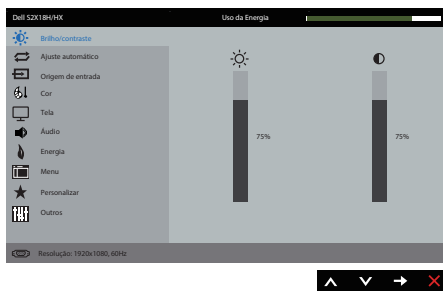 Dell S2X18H/HX
Uso da Energia
Brilho/contraste
Ajuste automático
Origem de entrada
Cor
Tela
Áudio
Energia
Menu
Personalizar
Outros
75%
75%
Resolução: 1920x1080, 60Hz